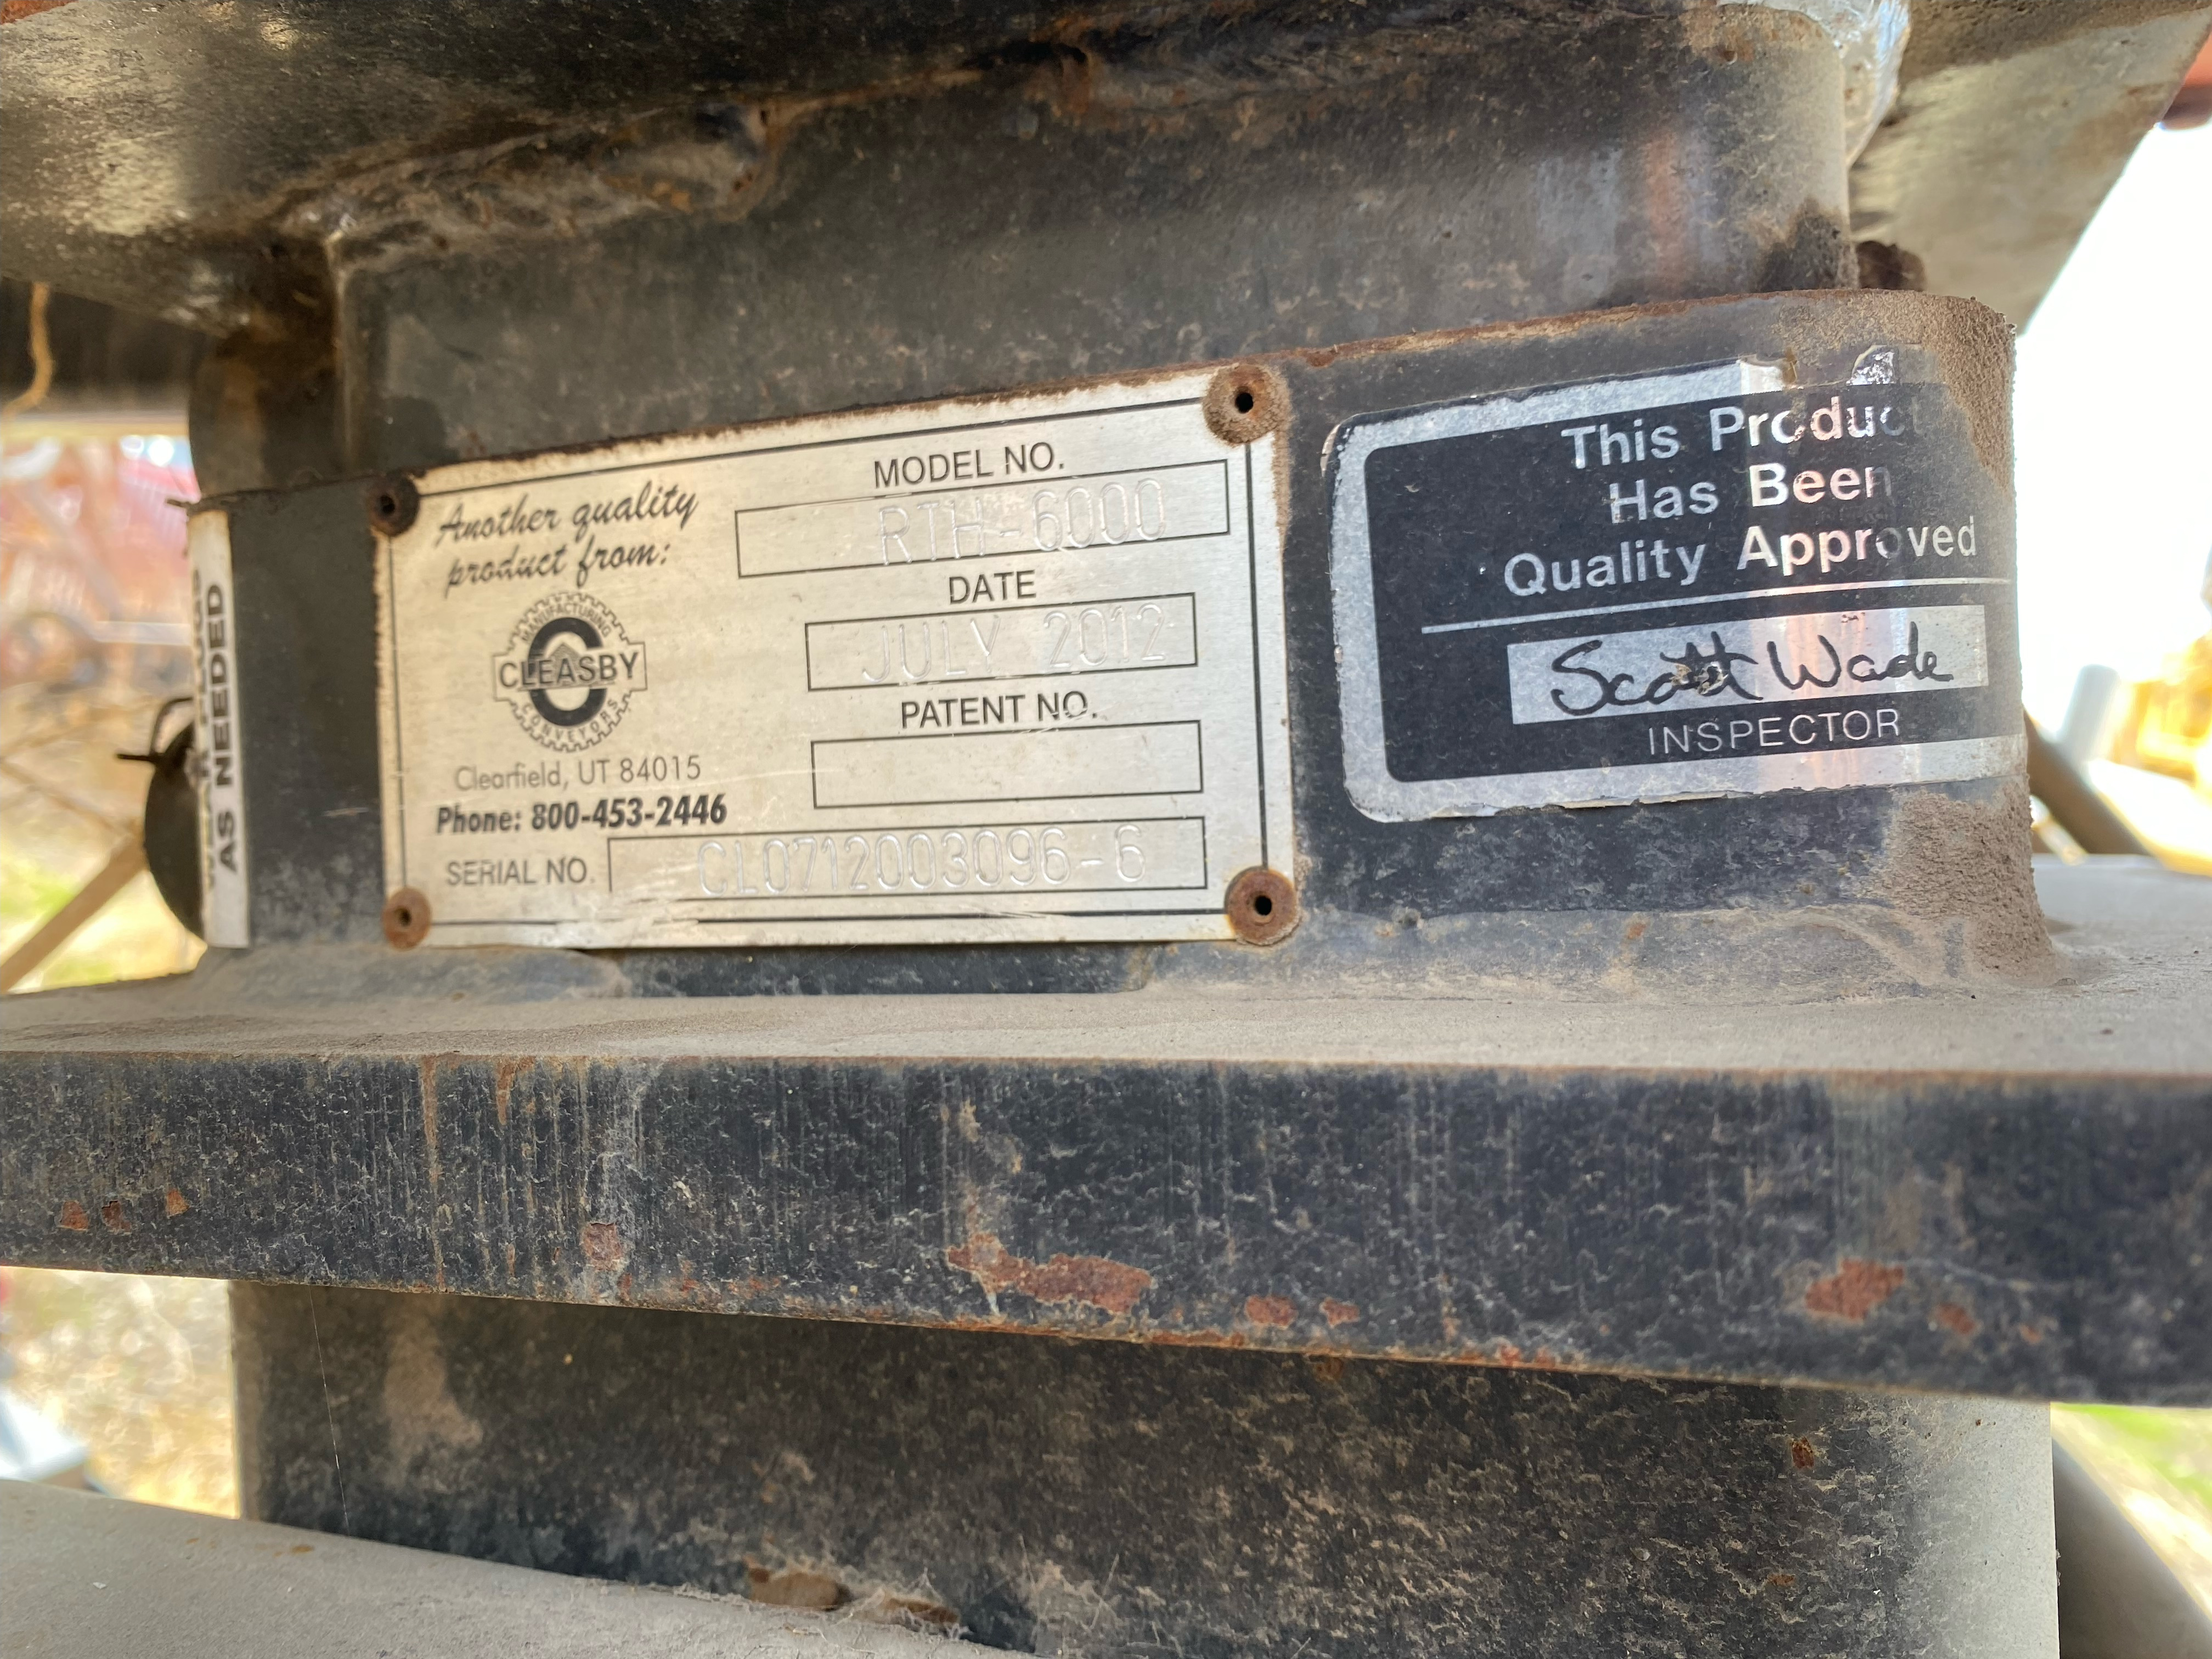 AS NEEDED
Another quality
product from:
MANUFACTURING
CLEASBY
CONVEYORS
Clearfield, UT 84015
Phone: 800-453-2446
MODEL NO.
RTH-6000
DATE
JULY 2012
PATENT NO.
SERIAL NO.
CL0712003096-6
This Product
Has Been
Quality Approved
Scott Wade
INSPECTOR